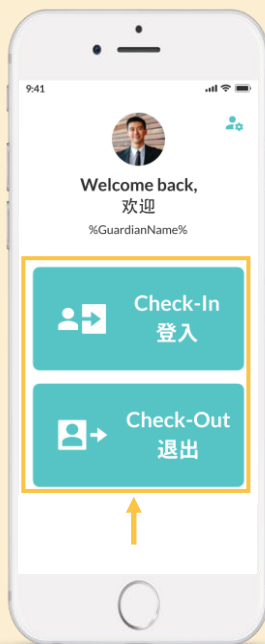 9:41
Welcome back,
欢迎
%GuardianName%
Check-In
登入
Check-Out
退出